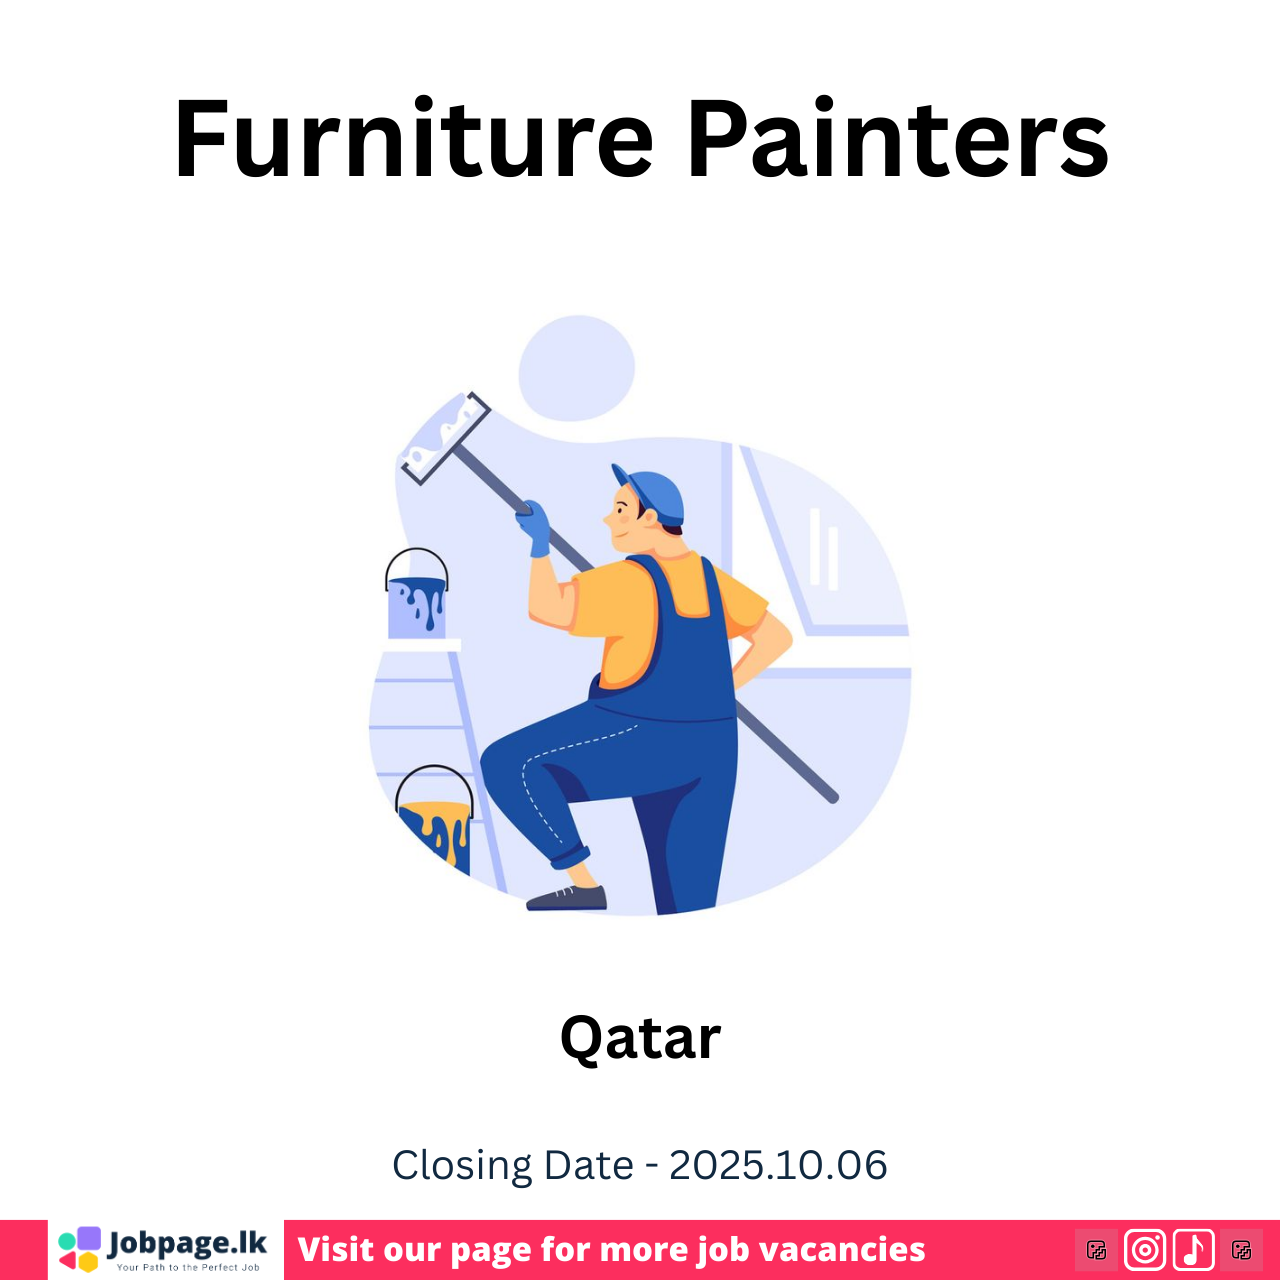 Furniture Painters
Qatar
Closing Date - 2025.10.06
Jobpage.lk
Your Path to the Perfect Job
Visit our page for more job vacancies